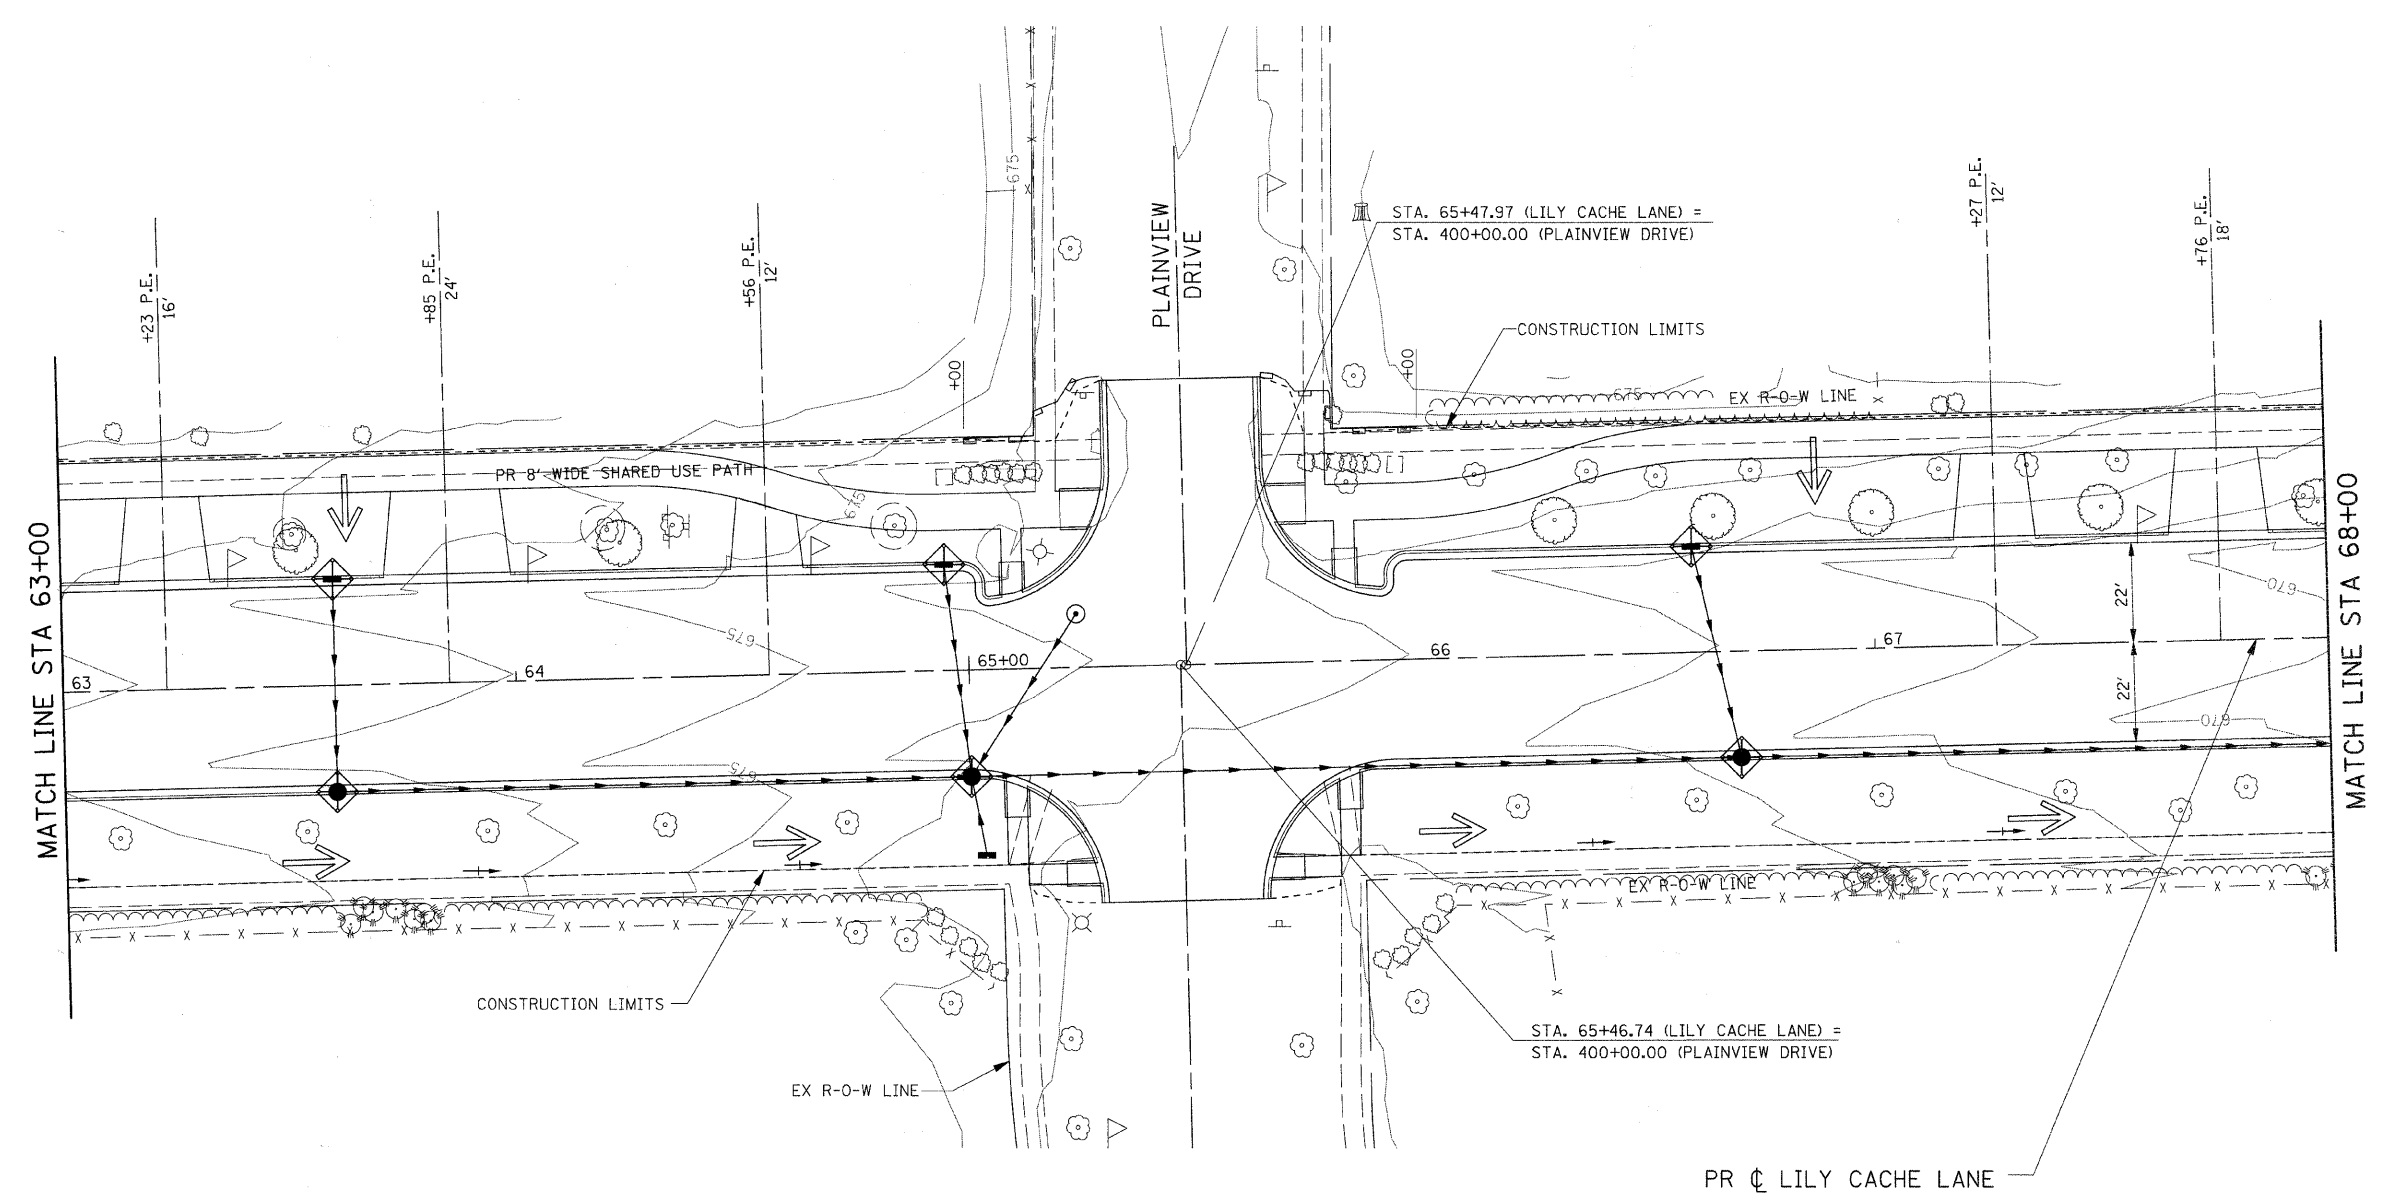 675
+27 P.E.
12'
+76 P.E.
18'
PLAINVIEW
DRIVE
STA. 65+47.97 (LILY CACHE LANE) =
STA. 400+00.00 (PLAINVIEW DRIVE)
+23 P.E.
16'
+85 P.E.
24'
+56 P.E.
12'
CONSTRUCTION LIMITS
+00
+00
675
EX R-O-W LINE
X
X
X
X
X
PR 8'-WIDE SHARED USE PATH
675
MATCH LINE STA 63+00
MATCH LINE STA 68+00
670
22'
675
65+00
66
67
63
64
22'
670
675
EX R-O-W LINE
CONSTRUCTION LIMITS
STA. 65+46.74 (LILY CACHE LANE) =
STA. 400+00.00 (PLAINVIEW DRIVE)
EX R-O-W LINE
PR ℄ LILY CACHE LANE